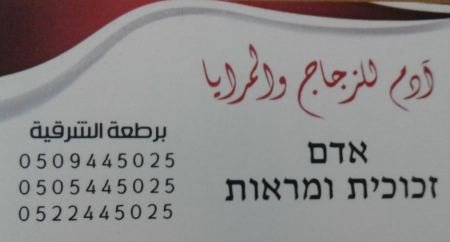 آدم للزجاج والمرايا
אדם
זכוכית ומראות
برطعة الشرقية
0509445025
0505445025
0522445025